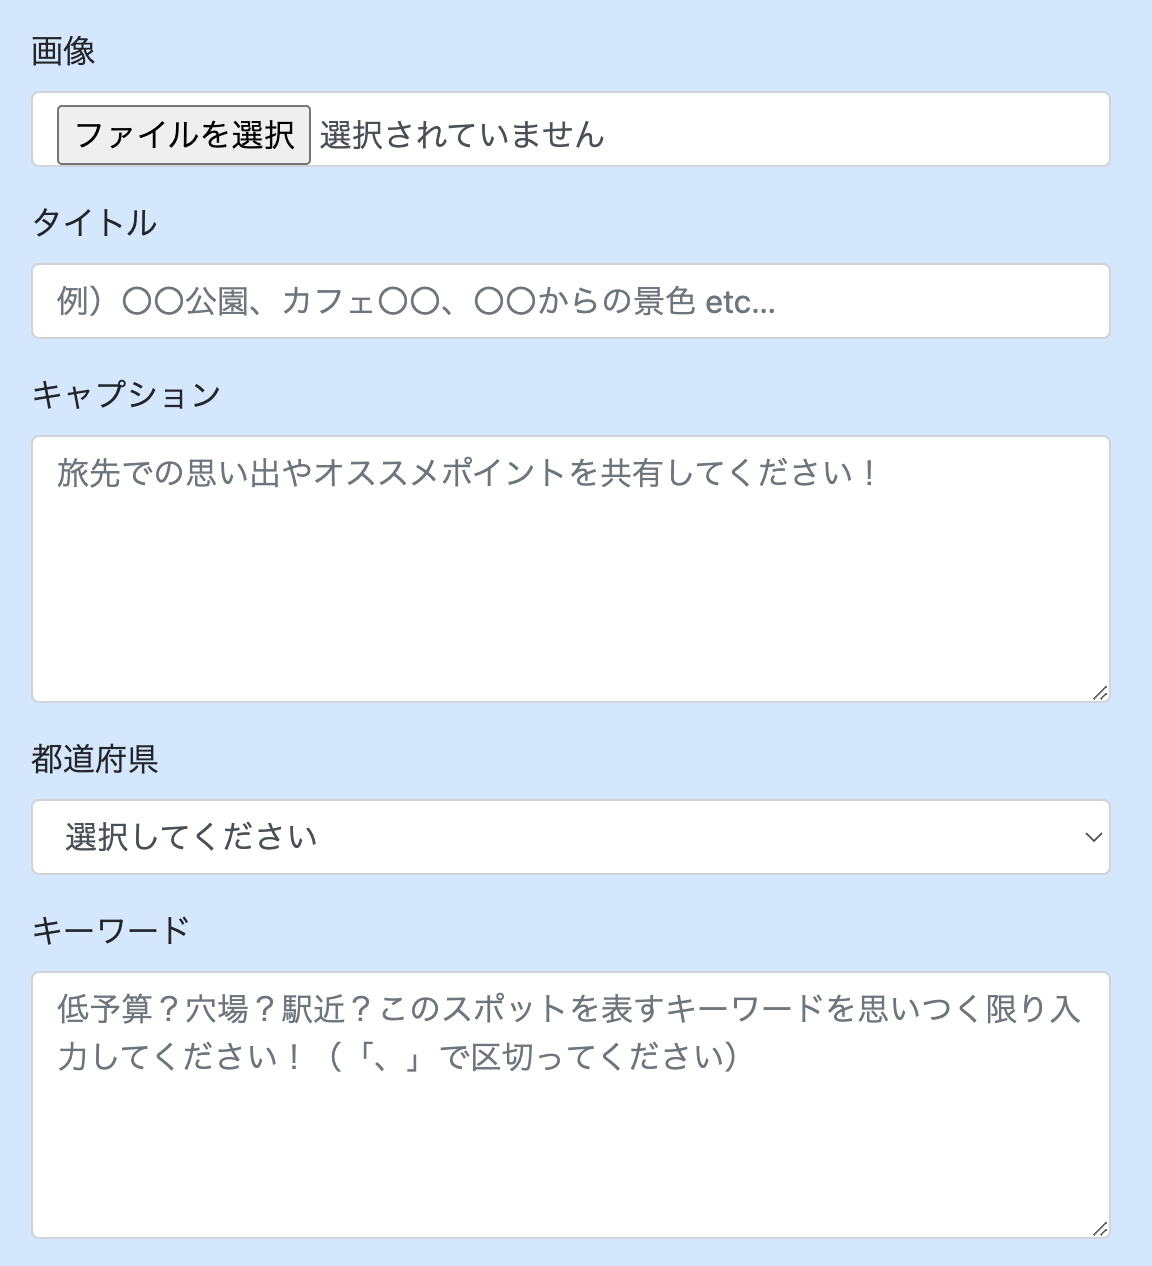 画像
ファイルを選択 選択されていません
タイトル
例）〇〇公園、カフェ〇〇、〇〇からの景色 etc...
キャプション
旅先での思い出やオススメポイントを共有してください！
都道府県
選択してください
キーワード
低予算？穴場？駅近？このスポットを表すキーワードを思いつく限り入
力してください！（「、」で区切ってください）